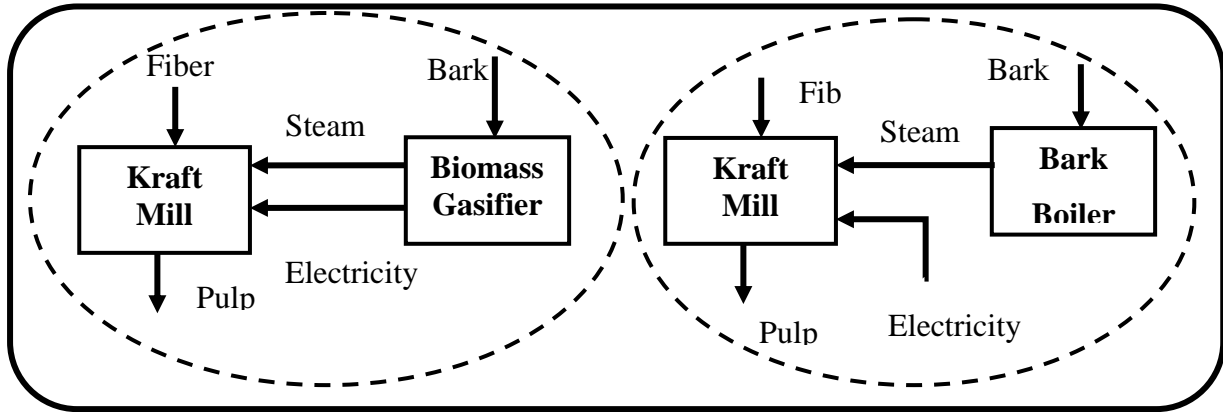 Fiber
Bark
Steam
Kraft
Mill
Biomass
Gasifier
Electricity
Pulp
Bark
Fib
Steam
Kraft
Mill
Bark
Boiler
Pulp
Electricity